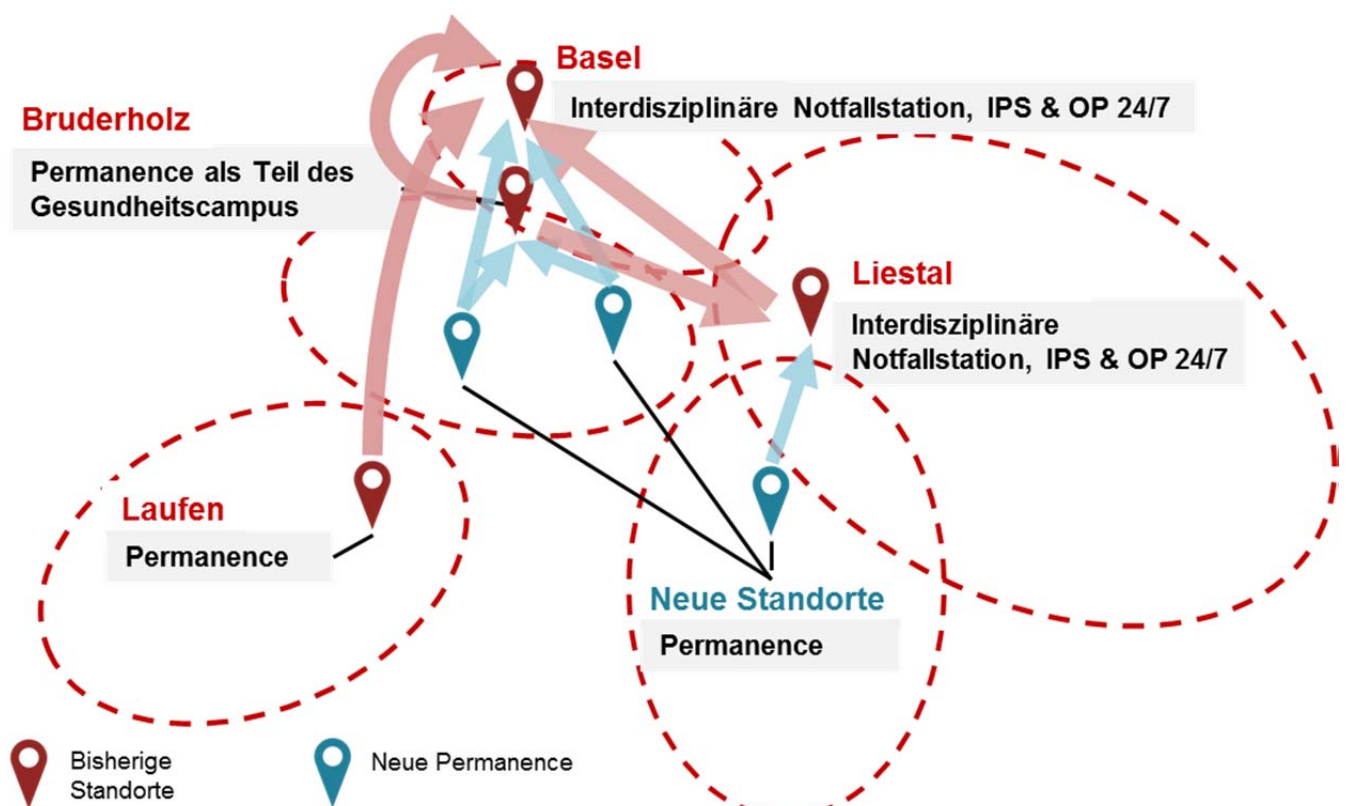 Basel
Interdisziplinäre Notfallstation, IPS & OP 24/7
Bruderholz
Permanence als Teil des
Gesundheitscampus
Liestal
Interdisziplinäre
Notfallstation, IPS & OP 24/7
Laufen
Permanence
Neue Standorte
Permanence
Bisherige
Standorte
Neue Permanence